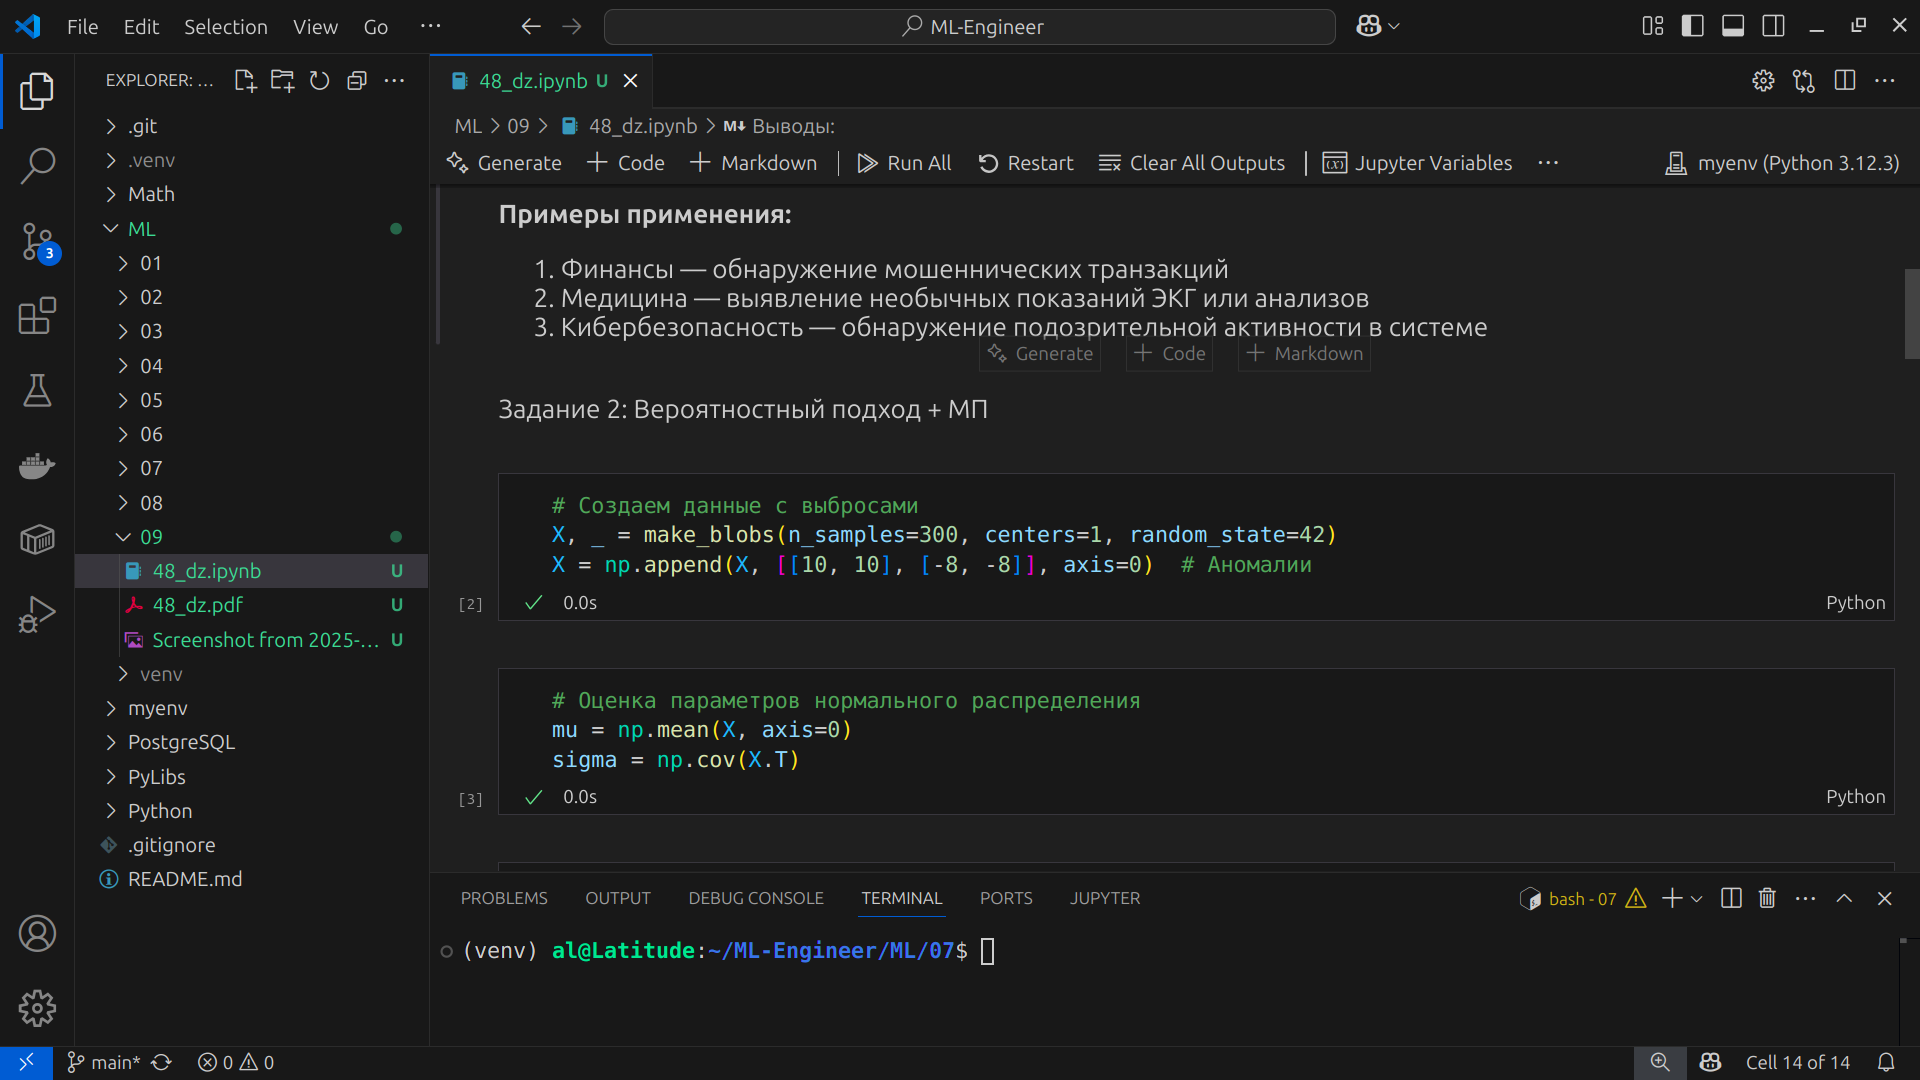 File Edit Selection View Go ···
ML-Engineer
EXPLORER: ...
.git
.venv
Math
ML
01
02
03
04
05
06
07
08
09
48_dz.ipynb U
48_dz.pdf U
Screenshot from 2025-... U
venv
myenv
PostgreSQL
PyLibs
Python
.gitignore
README.md
48_dz.ipynb U
ML > 09 > 48_dz.ipynb > M↓ Выводы:
Generate + Code + Markdown Run All Restart Clear All Outputs Jupyter Variables ··· myenv (Python 3.12.3)
Примеры применения:
1. Финансы — обнаружение мошеннических транзакций
2. Медицина — выявление необычных показаний ЭКГ или анализов
3. Кибербезопасность — обнаружение подозрительной активности в системе
Generate + Code + Markdown
Задание 2: Вероятностный подход + МП
# Создаем данные с выбросами
X, _ = make_blobs(n_samples=300, centers=1, random_state=42)
X = np.append(X, [[10, 10], [-8, -8]], axis=0)  # Аномалии
[2] ✓ 0.0s Python
# Оценка параметров нормального распределения
mu = np.mean(X, axis=0)
sigma = np.cov(X.T)
[3] ✓ 0.0s Python
PROBLEMS OUTPUT DEBUG CONSOLE TERMINAL PORTS JUPYTER
bash - 07
(venv) al@Latitude:~/ML-Engineer/ML/07$
3
main* 0 0
Cell 14 of 14